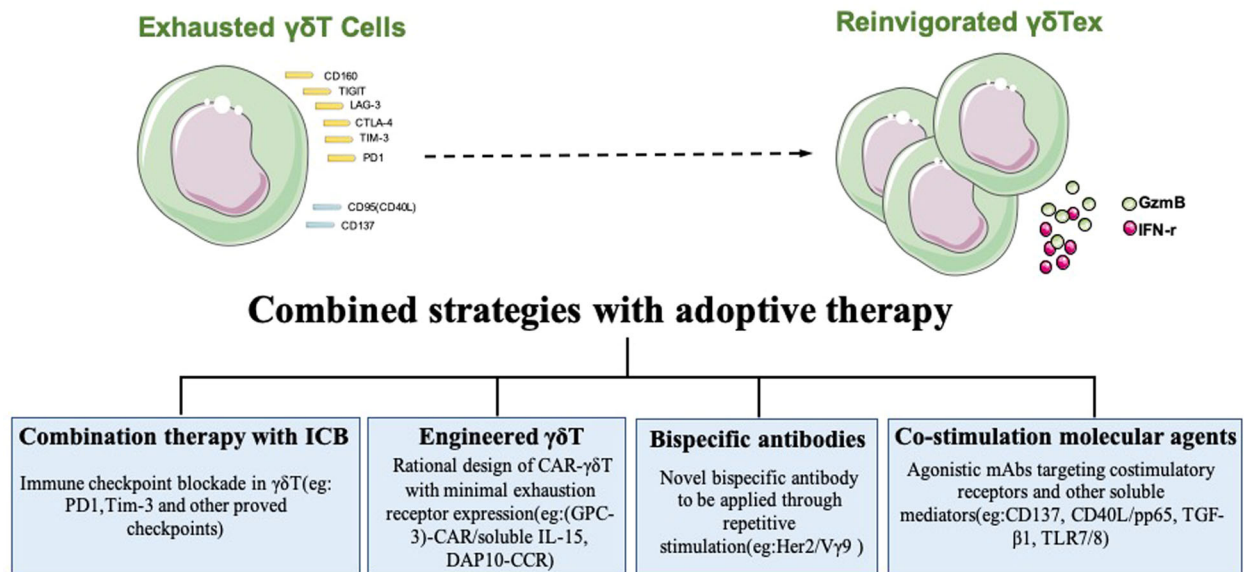 Exhausted γδT Cells
Reinvigorated γδTex
CD160
TIGIT
LAG-3
CTLA-4
TIM-3
PD1
CD95(CD40L)
CD137
GzmB
IFN-r
Combined strategies with adoptive therapy
Combination therapy with ICB
Immune checkpoint blockade in γδT(eg:
PD1,Tim-3 and other proved
checkpoints)
Engineered γδT
Rational design of CAR-γδT
with minimal exhaustion
receptor expression(eg:(GPC-
3)-CAR/soluble IL-15,
DAP10-CCR)
Bispecific antibodies
Novel bispecific antibody
to be applied through
repetitive
stimulation(eg:Her2/Vγ9 )
Co-stimulation molecular agents
Agonistic mAbs targeting costimulatory
receptors and other soluble
mediators(eg:CD137, CD40L/pp65, TGF-
β1, TLR7/8)